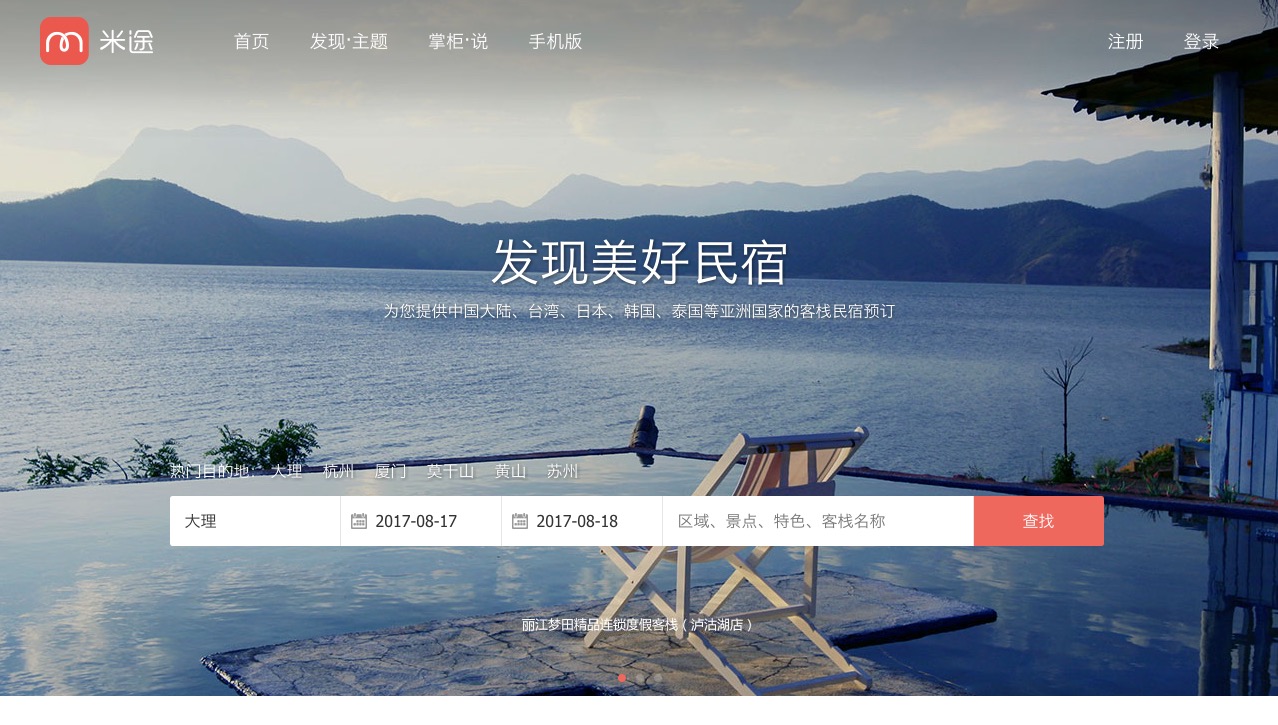 米途
首页 发现·主题 掌柜·说 手机版 注册 登录
发现美好民宿
为您提供中国大陆、台湾、日本、韩国、泰国等亚洲国家的客栈民宿预订
热门目的地: 大理 杭州 厦门 莫干山 黄山 苏州
大理 2017-08-17 2017-08-18 区域、景点、特色、客栈名称 查找
丽江梦田精品连锁度假客栈（泸沽湖店）